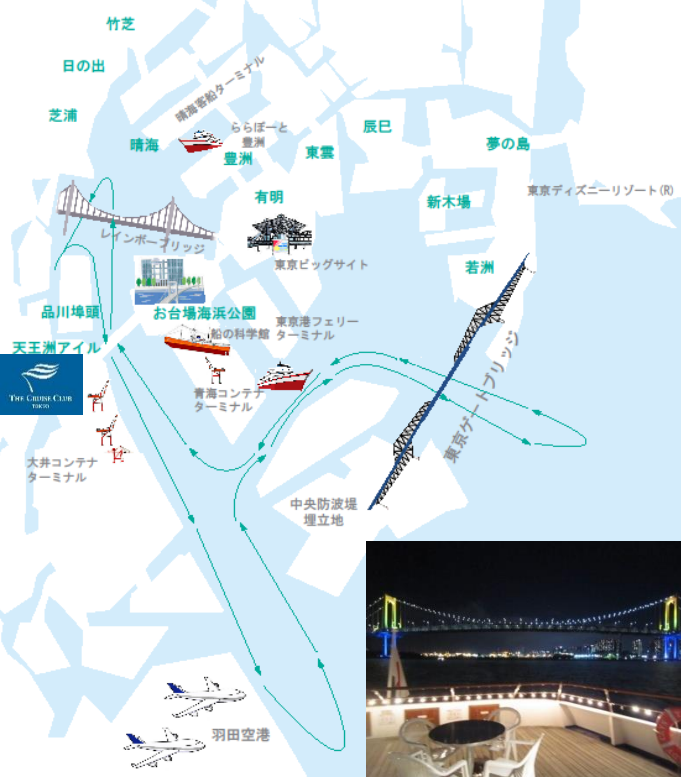 竹芝
日の出
晴海客船ターミナル
芝浦
ららぽーと
豊洲
辰巳
晴海
豊洲
東雲
夢の島
東京ディズニーリゾート(R)
有明
新木場
レインボーブリッジ
東京ビッグサイト
若洲
品川埠頭
お台場海浜公園
東京港フェリー
ターミナル
船の科学館
天王洲アイル
THE CRUISE CLUB
TOKYO
青海コンテナ
ターミナル
東京ゲートブリッジ
大井コンテナ
ターミナル
中央防波堤
埋立地
羽田空港